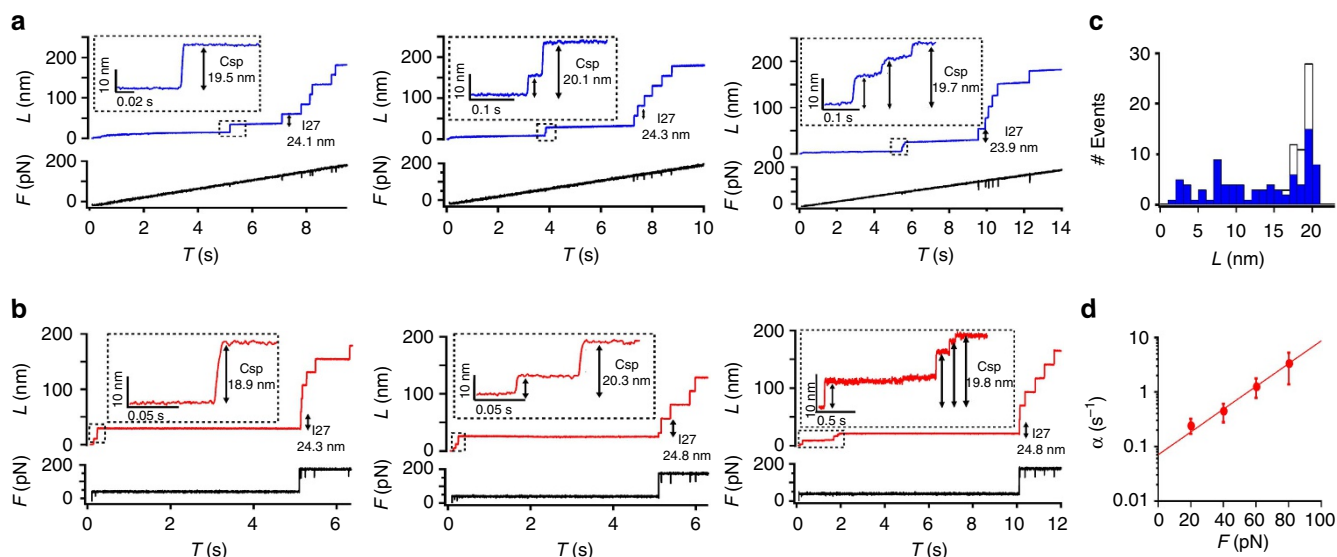 a
200
100
0
L (nm)
10 nm
0.02 s
Csp
19.5 nm
I27
24.1 nm
200
0
F (pN)
0 2 4 6 8
T (s)
200
100
0
L (nm)
10 nm
0.1 s
Csp
20.1 nm
I27
24.3 nm
200
0
F (pN)
0 2 4 6 8 10
T (s)
200
100
0
L (nm)
10 nm
0.1 s
Csp
19.7 nm
I27
23.9 nm
200
0
F (pN)
0 2 4 6 8 10 12 14
T (s)
c
30
20
10
0
# Events
0 5 10 15 20
L (nm)
b
200
100
0
L (nm)
10 nm
0.05 s
Csp
18.9 nm
I27
24.3 nm
200
0
F (pN)
0 2 4 6
T (s)
200
100
0
L (nm)
10 nm
0.05 s
Csp
20.3 nm
I27
24.8 nm
200
0
F (pN)
0 2 4 6
T (s)
200
100
0
L (nm)
10 nm
0.5 s
Csp
19.8 nm
I27
24.8 nm
200
0
F (pN)
0 2 4 6 8 10 12
T (s)
d
10
1
0.1
0.01
α (s⁻¹)
0 20 40 60 80 100
F (pN)